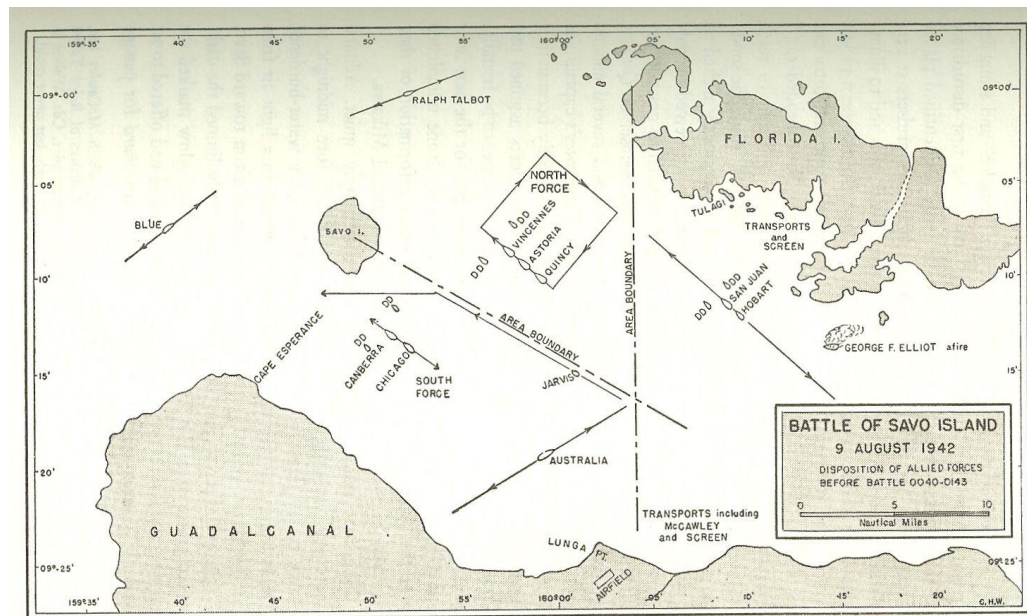 159°-35'
40'
45'
50'
55'
160°-00'
05'
10'
15'
20'
09°-00'
09°-00'
RALPH TALBOT
FLORIDA I.
NORTH
FORCE
05'
05'
DD
VINCENNES
ASTORIA
QUINCY
DD
TULAGI
TRANSPORTS
and
SCREEN
BLUE
SAVO I.
10'
10'
DD
SAN JUAN
HOBART
DD
AREA BOUNDARY
DD
AREA BOUNDARY
CAPE ESPERANCE
DD
CANBERRA
CHICAGO
GEORGE F. ELLIOT afire
15'
15'
SOUTH
FORCE
JARVIS
BATTLE OF SAVO ISLAND
9 AUGUST 1942
DISPOSITION OF ALLIED FORCES
BEFORE BATTLE 0040-0143
0 5 10
Nautical Miles
AUSTRALIA
20'
20'
GUADALCANAL
TRANSPORTS including
McCAWLEY
and SCREEN
LUNGA PT.
AIRFIELD
09°-25'
09°-25'
159°-35'
40'
45'
50'
55'
160°-00'
05'
10'
15'
20'
C.H.W.